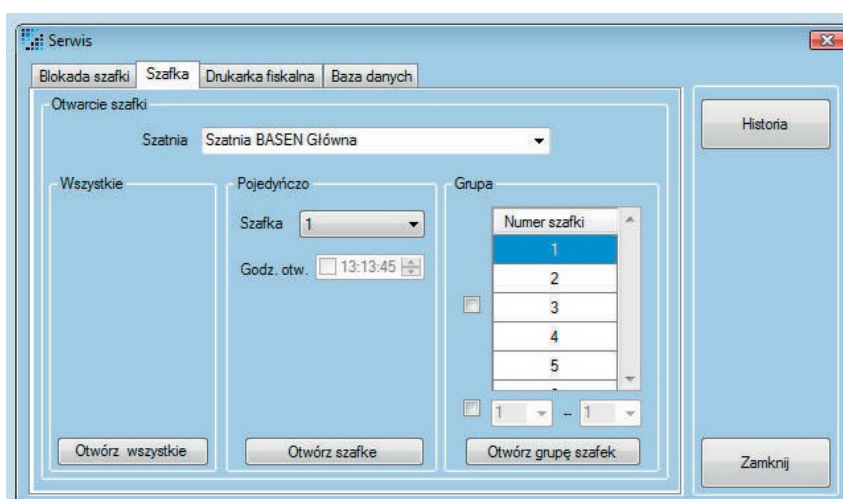 Serwis
Blokada szafki Szafka Drukarka fiskalna Baza danych
Otwarcie szafki
Szatnia Szatnia BASEN Główna
Historia
Wszystkie
Pojedyńczo
Grupa
Szafka 1
Godz. otw. 13:13:45
Numer szafki
1
2
3
4
5
1 - 1
Otwórz wszystkie
Otwórz szafke
Otwórz grupę szafek
Zamknij